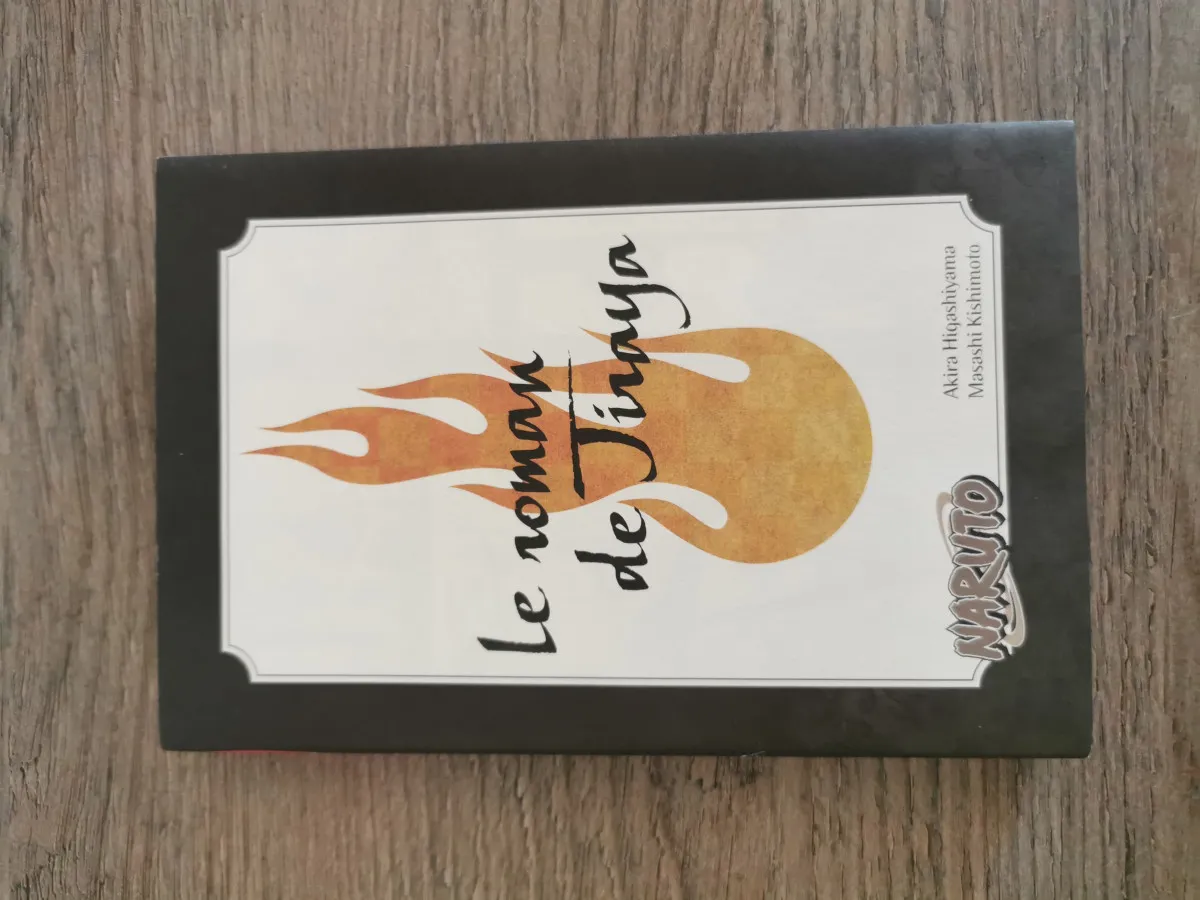 Le roman
de Jiraya
NARUTO
Akira Higashiyama
Masashi Kishimoto